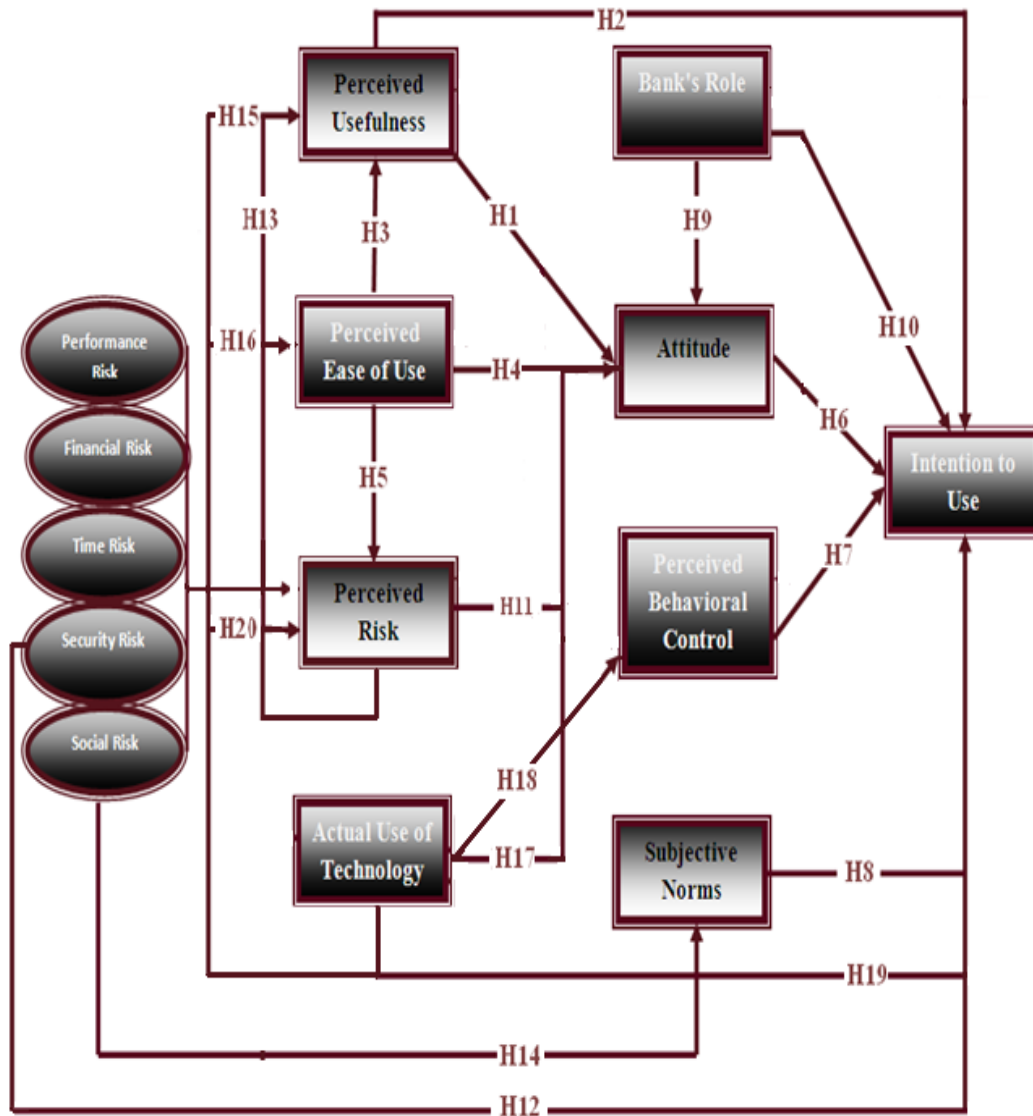 H2
Perceived
Usefulness
Bank's Role
H15
H13
H3
H1
H9
H10
Performance
Risk
H16
Perceived
Ease of Use
H4
Attitude
H6
Financial Risk
H5
Intention to
Use
Time Risk
Perceived
Risk
H11
Perceived
Behavioral
Control
H7
Security Risk
H20
Social Risk
H18
Actual Use of
Technology
H17
Subjective
Norms
H8
H19
H14
H12